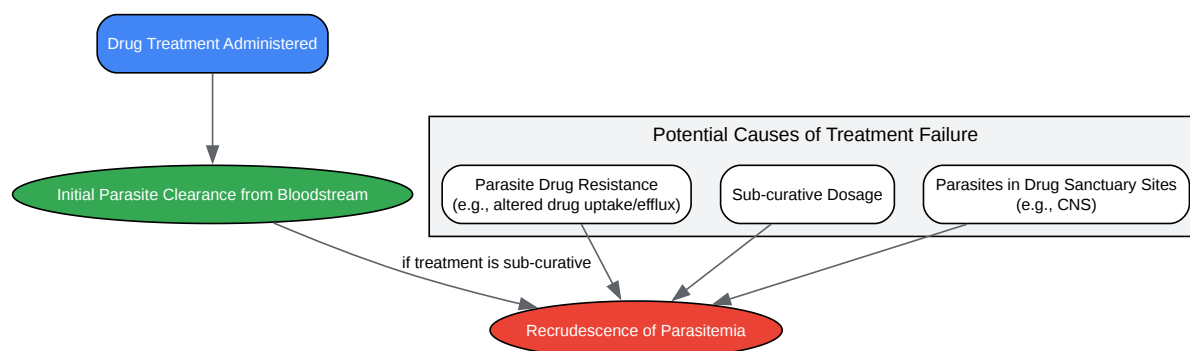 Drug Treatment Administered
Potential Causes of Treatment Failure
Initial Parasite Clearance from Bloodstream
Parasite Drug Resistance
(e.g., altered drug uptake/efflux)
Sub-curative Dosage
Parasites in Drug Sanctuary Sites
(e.g., CNS)
if treatment is sub-curative
Recrudescence of Parasitemia